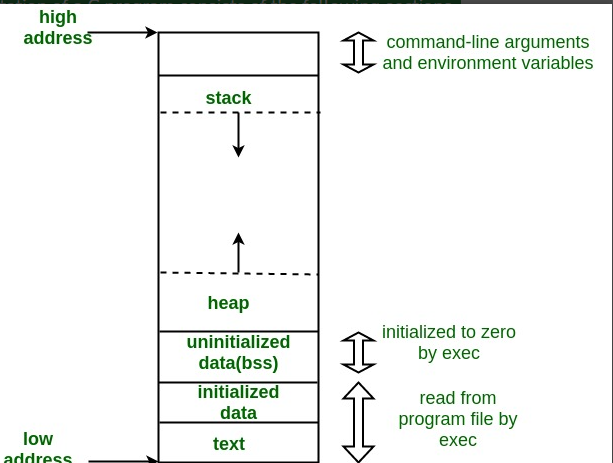 high
address
command-line arguments
and environment variables
stack
heap
uninitialized
data(bss)
initialized to zero
by exec
initialized
data
read from
program file by
exec
text
low
address